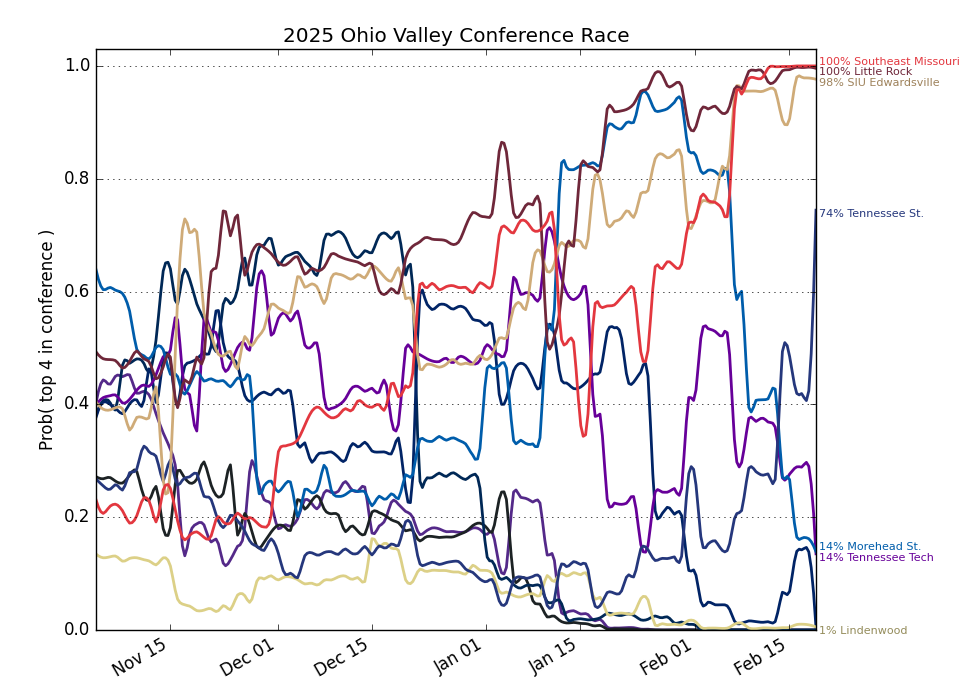 2025 Ohio Valley Conference Race
Prob( top 4 in conference )
1.0
0.8
0.6
0.4
0.2
0.0
Nov 15
Dec 01
Dec 15
Jan 01
Jan 15
Feb 01
Feb 15
100% Southeast Missouri
100% Little Rock
98% SIU Edwardsville
74% Tennessee St.
14% Morehead St.
14% Tennessee Tech
1% Lindenwood